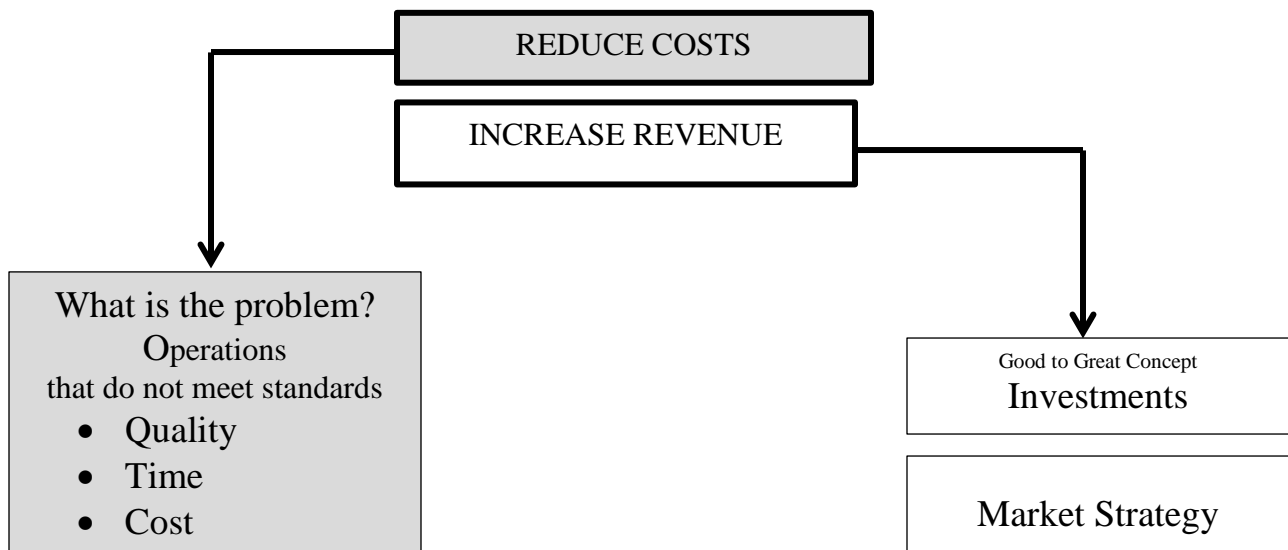 REDUCE COSTS
INCREASE REVENUE
What is the problem?
Operations
that do not meet standards
• Quality
• Time
• Cost
Good to Great Concept
Investments
Market Strategy